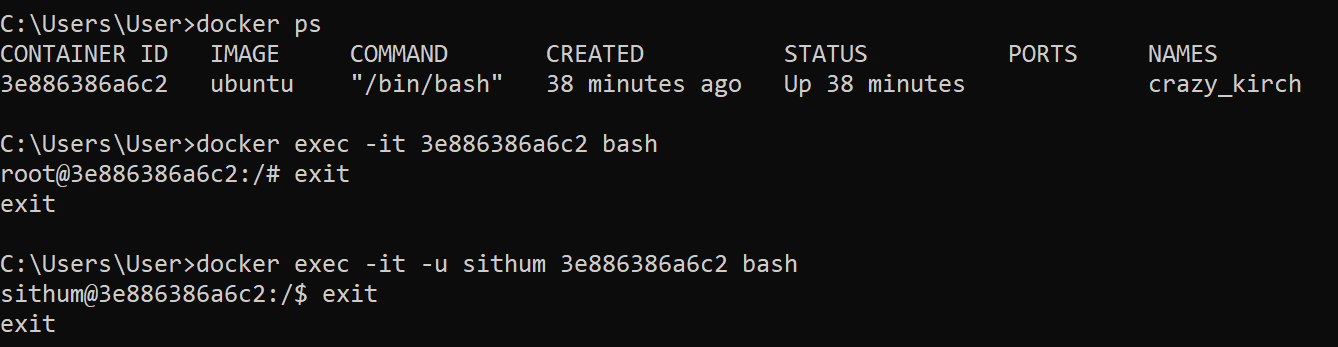 C:\Users\User>docker ps
CONTAINER ID   IMAGE     COMMAND       CREATED          STATUS          PORTS     NAMES
3e886386a6c2   ubuntu    "/bin/bash"   38 minutes ago   Up 38 minutes             crazy_kirch
C:\Users\User>docker exec -it 3e886386a6c2 bash
root@3e886386a6c2:/# exit
exit
C:\Users\User>docker exec -it -u sithum 3e886386a6c2 bash
sithum@3e886386a6c2:/$ exit
exit